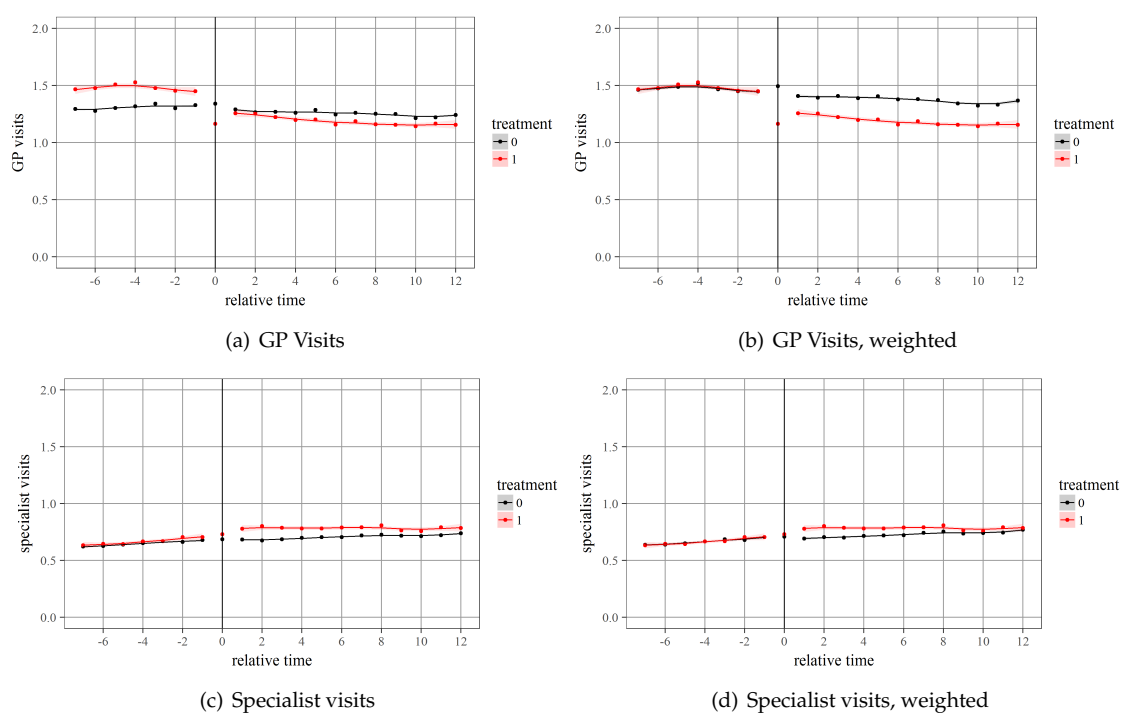 2.0
1.5
1.0
0.5
0.0
GP visits
-6 -4 -2 0 2 4 6 8 10 12
relative time
treatment
0
1
(a) GP Visits
2.0
1.5
1.0
0.5
0.0
GP visits
-6 -4 -2 0 2 4 6 8 10 12
relative time
treatment
0
1
(b) GP Visits, weighted
2.0
1.5
1.0
0.5
0.0
specialist visits
-6 -4 -2 0 2 4 6 8 10 12
relative time
treatment
0
1
(c) Specialist visits
2.0
1.5
1.0
0.5
0.0
specialist visits
-6 -4 -2 0 2 4 6 8 10 12
relative time
treatment
0
1
(d) Specialist visits, weighted